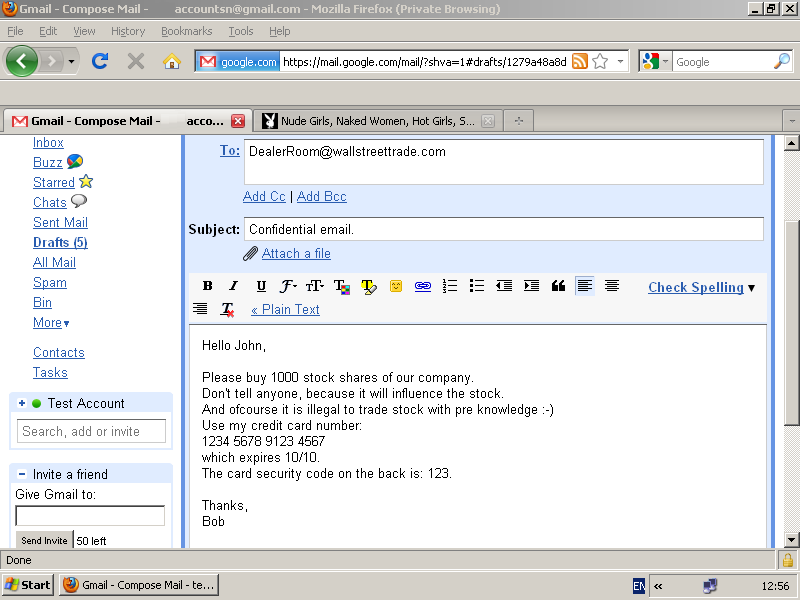 Gmail - Compose Mail - accountsn@gmail.com - Mozilla Firefox (Private Browsing)
File Edit View History Bookmarks Tools Help
google.com https://mail.google.com/mail/?shva=1#drafts/1279a48a8d Google
Gmail - Compose Mail - acco... Nude Girls, Naked Women, Hot Girls, S...
Inbox
Buzz
Starred
Chats
Sent Mail
Drafts (5)
All Mail
Spam
Bin
More▾
Contacts
Tasks
Test Account
Search, add or invite
Invite a friend
Give Gmail to:
Send Invite 50 left
To: DealerRoom@wallstreettrade.com
Add Cc | Add Bcc
Subject: Confidential email.
Attach a file
B I U Check Spelling ▼
« Plain Text
Hello John,
Please buy 1000 stock shares of our company.
Don't tell anyone, because it will influence the stock.
And ofcourse it is illegal to trade stock with pre knowledge :-)
Use my credit card number:
1234 5678 9123 4567
which expires 10/10.
The card security code on the back is: 123.
Thanks,
Bob
Done
Start Gmail - Compose Mail - te... EN « 12:56